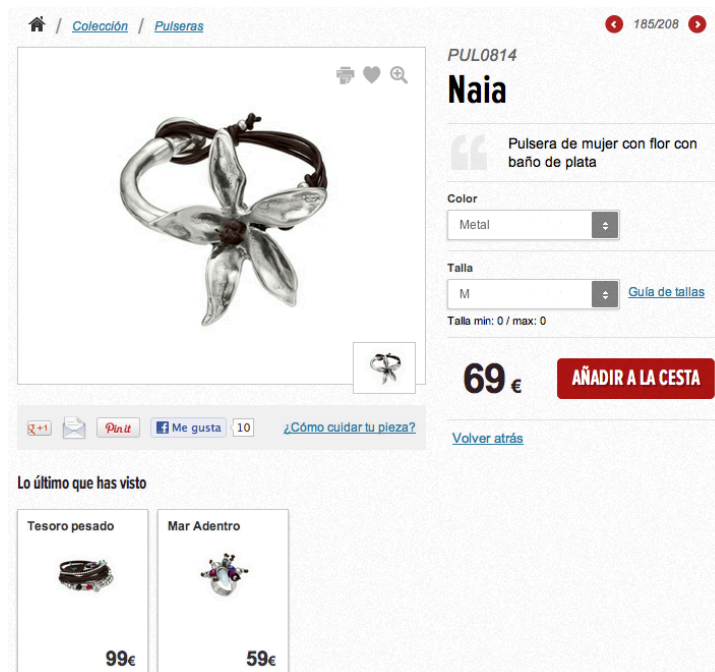 / Colección / Pulseras
185/208
PUL0814
Naia
Pulsera de mujer con flor con
baño de plata
Color
Metal
Talla
M
Guía de tallas
Talla min: 0 / max: 0
69 €
AÑADIR A LA CESTA
+1
Pin it
f Me gusta
10
¿Cómo cuidar tu pieza?
Volver atrás
Lo último que has visto
Tesoro pesado
Mar Adentro
99€
59€